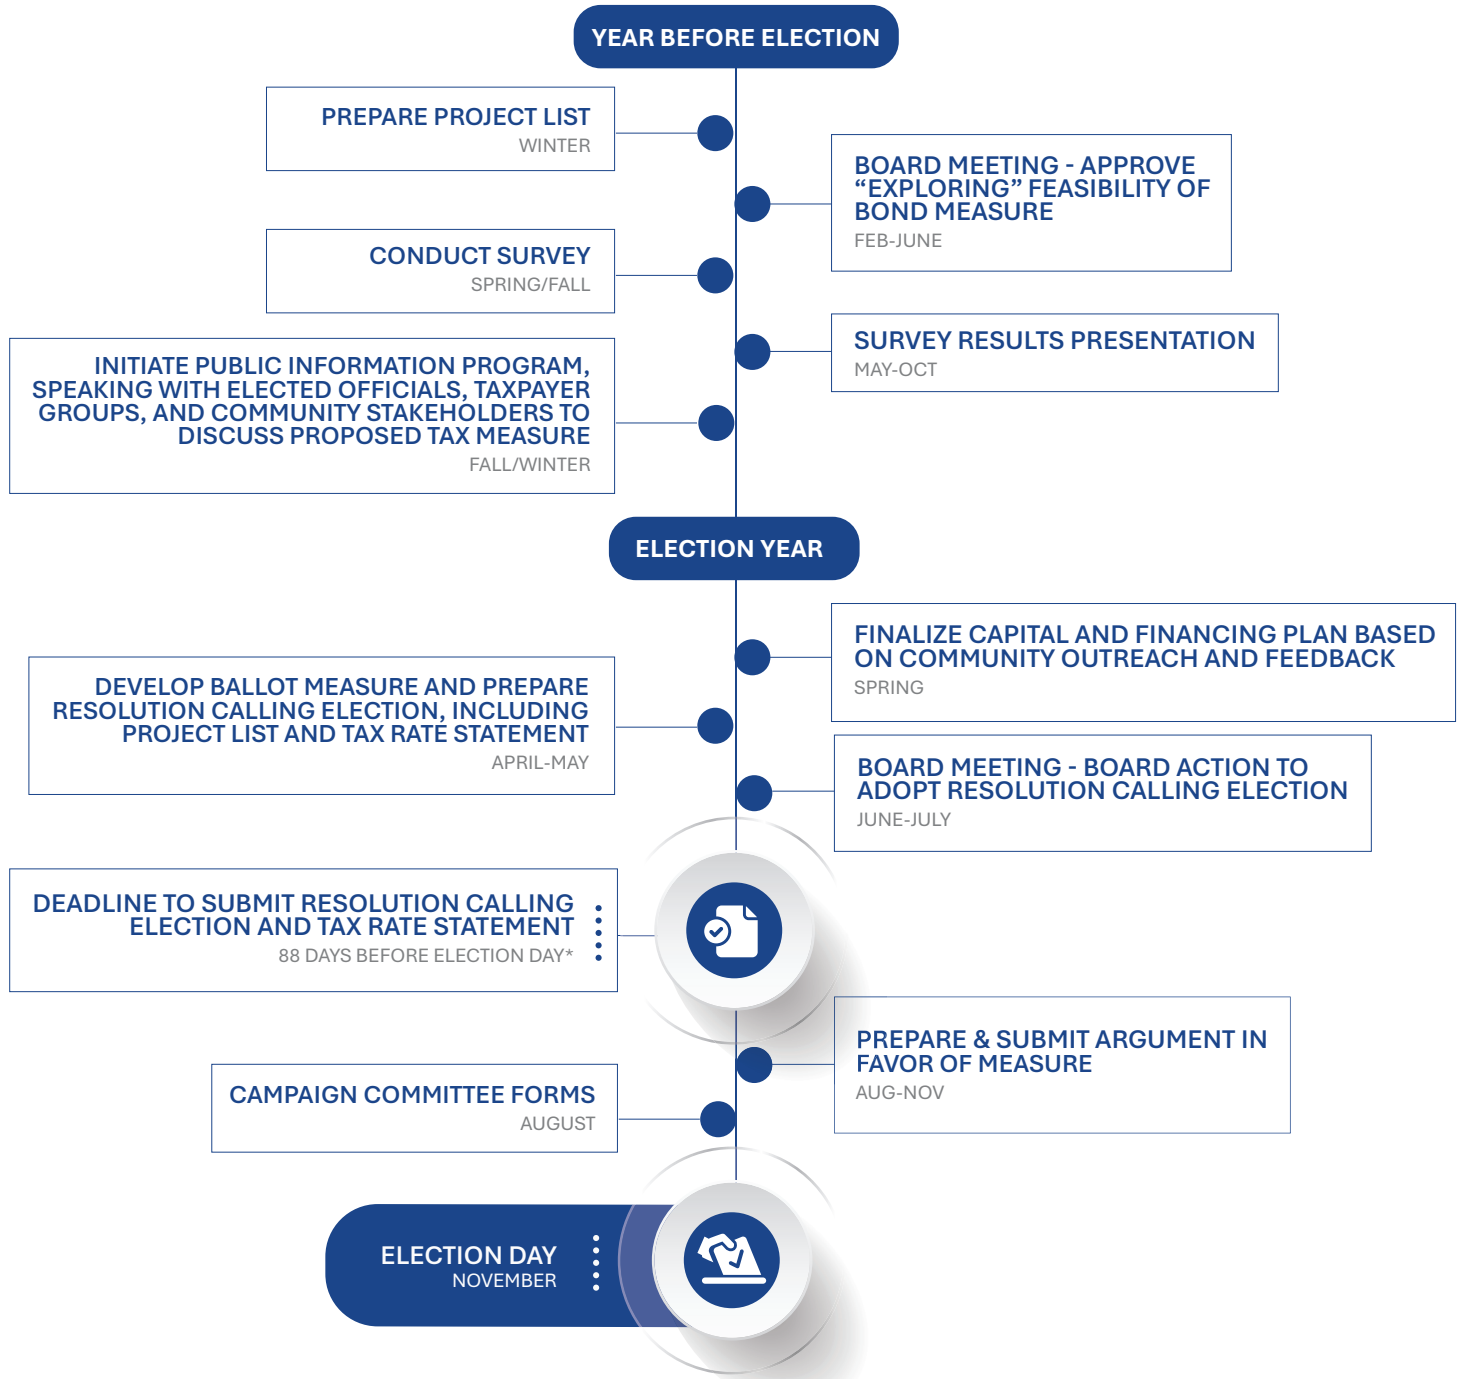 YEAR BEFORE ELECTION
PREPARE PROJECT LIST
WINTER
BOARD MEETING - APPROVE
“EXPLORING” FEASIBILITY OF
BOND MEASURE
FEB-JUNE
CONDUCT SURVEY
SPRING/FALL
SURVEY RESULTS PRESENTATION
MAY-OCT
INITIATE PUBLIC INFORMATION PROGRAM,
SPEAKING WITH ELECTED OFFICIALS, TAXPAYER
GROUPS, AND COMMUNITY STAKEHOLDERS TO
DISCUSS PROPOSED TAX MEASURE
FALL/WINTER
ELECTION YEAR
FINALIZE CAPITAL AND FINANCING PLAN BASED
ON COMMUNITY OUTREACH AND FEEDBACK
SPRING
DEVELOP BALLOT MEASURE AND PREPARE
RESOLUTION CALLING ELECTION, INCLUDING
PROJECT LIST AND TAX RATE STATEMENT
APRIL-MAY
BOARD MEETING - BOARD ACTION TO
ADOPT RESOLUTION CALLING ELECTION
JUNE-JULY
DEADLINE TO SUBMIT RESOLUTION CALLING
ELECTION AND TAX RATE STATEMENT
88 DAYS BEFORE ELECTION DAY*
PREPARE & SUBMIT ARGUMENT IN
FAVOR OF MEASURE
AUG-NOV
CAMPAIGN COMMITTEE FORMS
AUGUST
ELECTION DAY
NOVEMBER